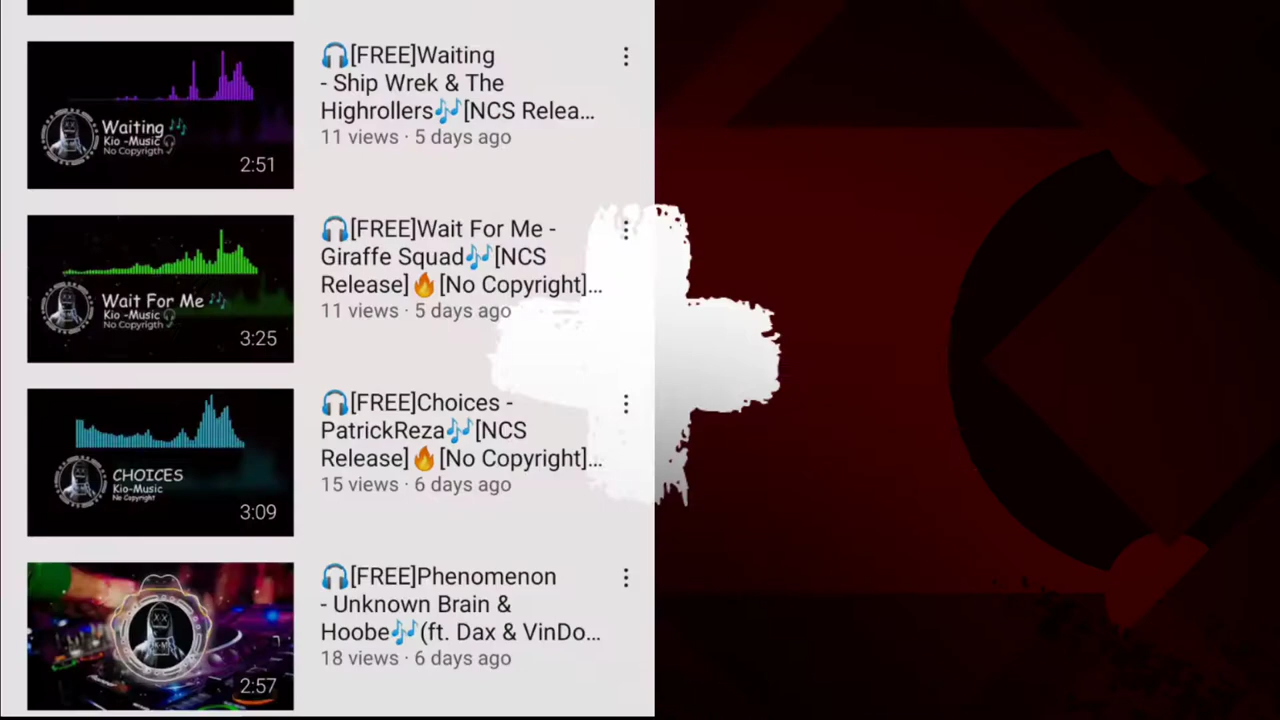 Waiting🎶
Kio -Music🎧
No Copyrigth
2:51
🎧[FREE]Waiting
- Ship Wrek & The
Highrollers🎶[NCS Relea…
11 views · 5 days ago
Wait For Me🎶
Kio -Music🎧
No Copyrigth
3:25
🎧[FREE]Wait For Me -
Giraffe Squad🎶[NCS
Release]🔥[No Copyright]…
11 views · 5 days ago
CHOICES
Kio-Music
No Copyright
3:09
🎧[FREE]Choices -
PatrickReza🎶[NCS
Release]🔥[No Copyright]…
15 views · 6 days ago
2:57
🎧[FREE]Phenomenon
- Unknown Brain &
Hoobe🎶(ft. Dax & VinDo…
18 views · 6 days ago